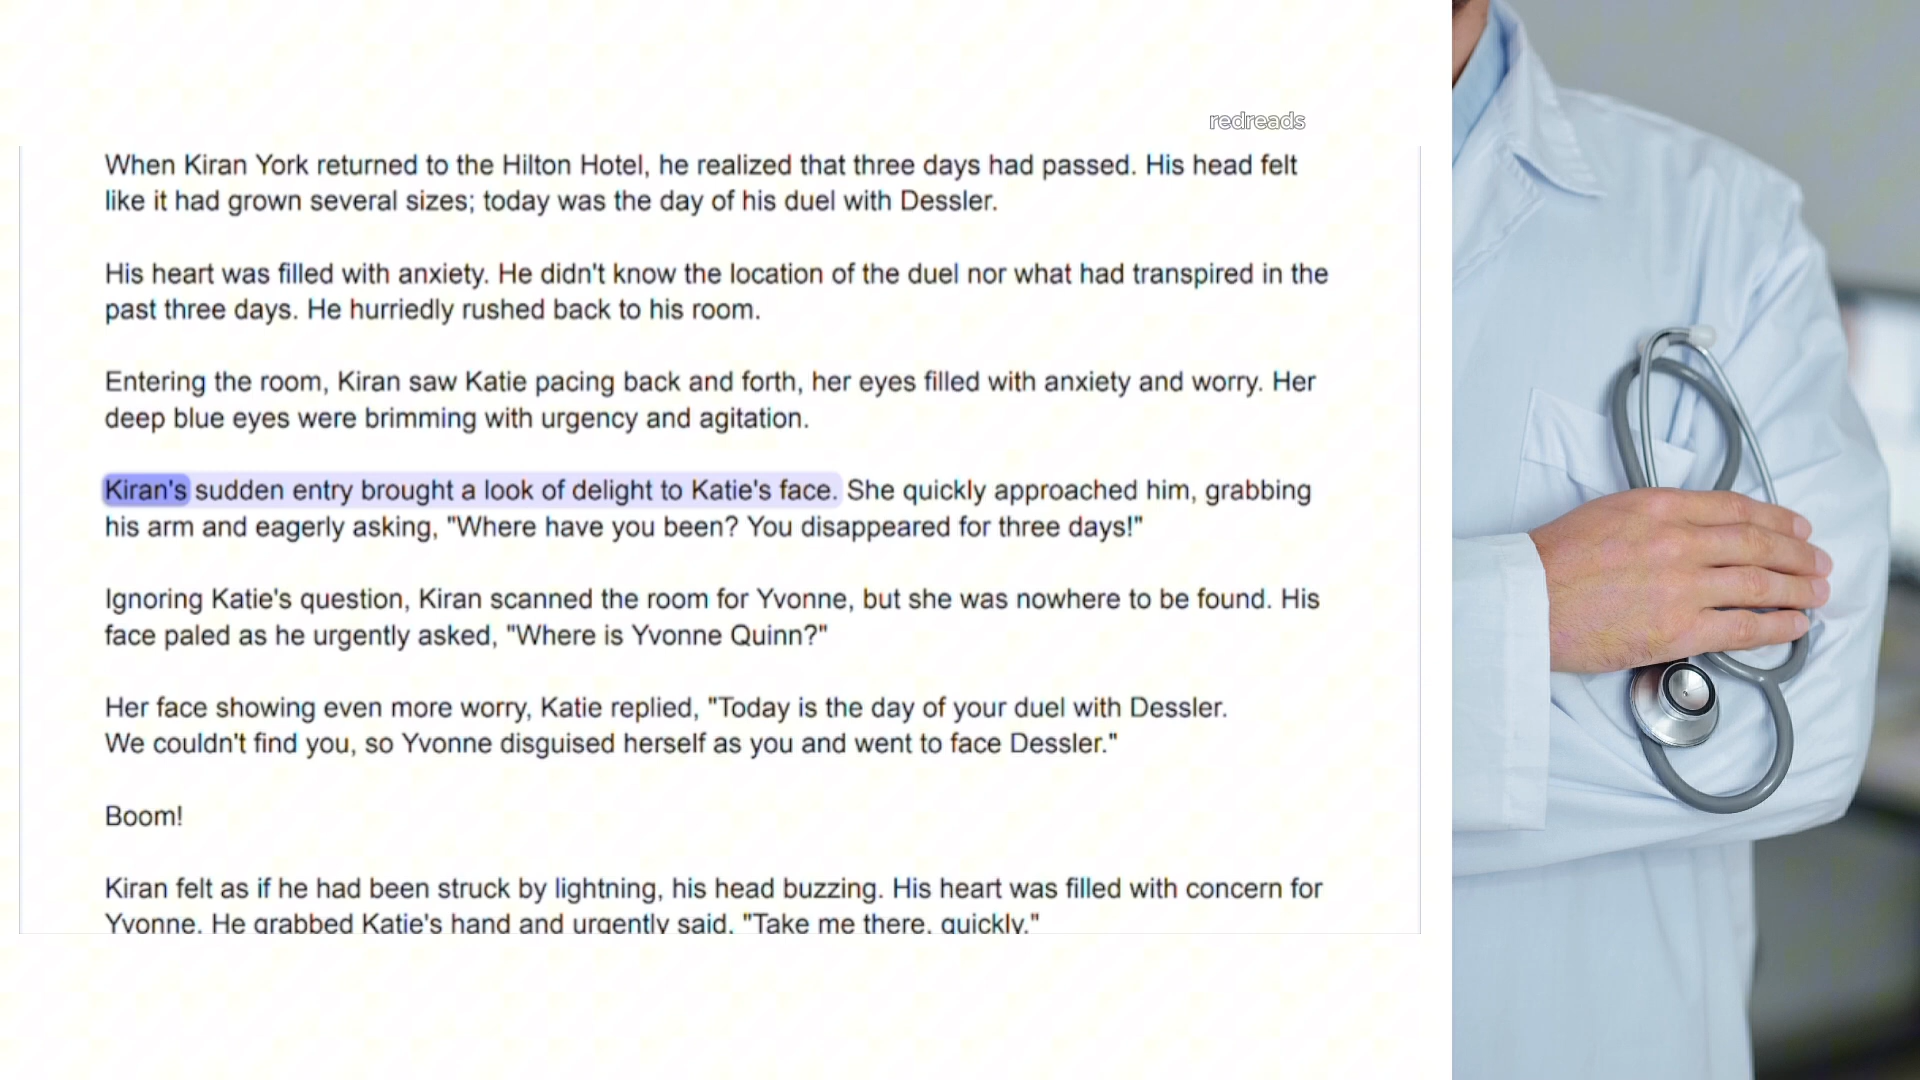 redreads
When Kiran York returned to the Hilton Hotel, he realized that three days had passed. His head felt
like it had grown several sizes; today was the day of his duel with Dessler.
His heart was filled with anxiety. He didn't know the location of the duel nor what had transpired in the
past three days. He hurriedly rushed back to his room.
Entering the room, Kiran saw Katie pacing back and forth, her eyes filled with anxiety and worry. Her
deep blue eyes were brimming with urgency and agitation.
Kiran's sudden entry brought a look of delight to Katie's face. She quickly approached him, grabbing
his arm and eagerly asking, "Where have you been? You disappeared for three days!"
Ignoring Katie's question, Kiran scanned the room for Yvonne, but she was nowhere to be found. His
face paled as he urgently asked, "Where is Yvonne Quinn?"
Her face showing even more worry, Katie replied, "Today is the day of your duel with Dessler.
We couldn't find you, so Yvonne disguised herself as you and went to face Dessler."
Boom!
Kiran felt as if he had been struck by lightning, his head buzzing. His heart was filled with concern for
Yvonne. He grabbed Katie's hand and urgently said, "Take me there, quickly."